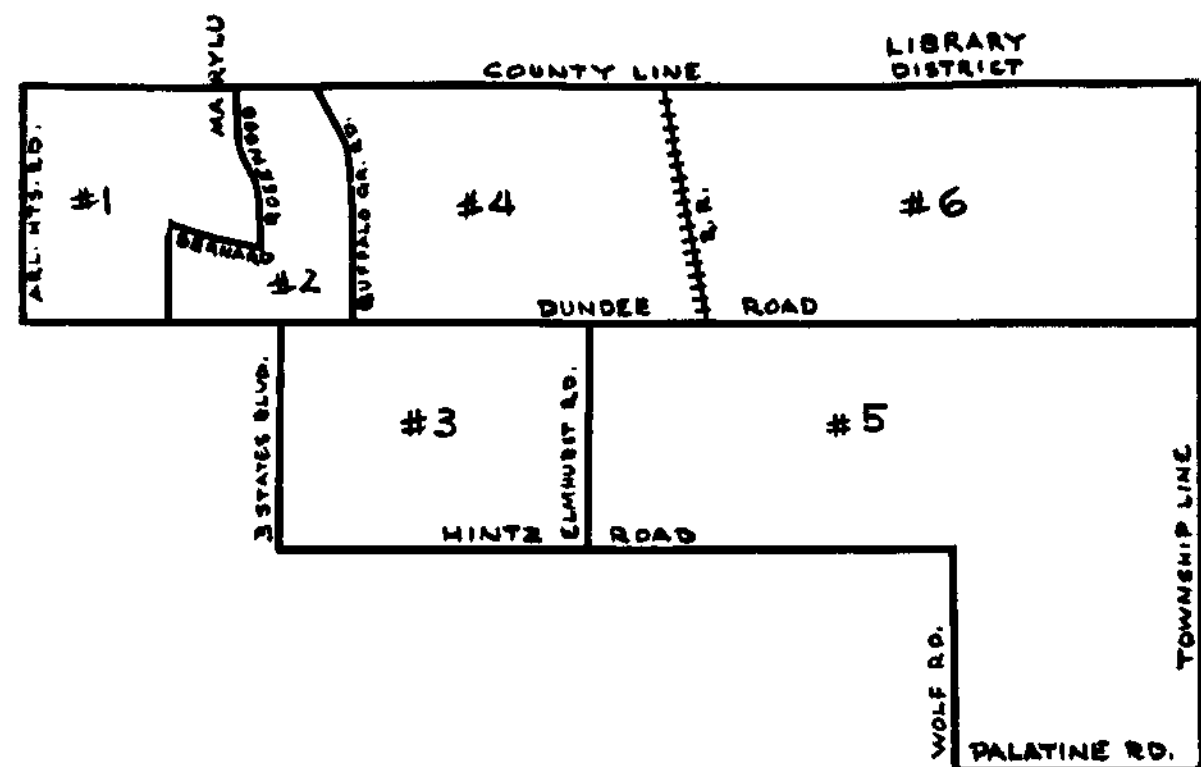 LIBRARY
DISTRICT
COUNTY LINE
MARYLU
ARL. HTS. RD.
#1
ROSEWOOD
BERNARD
#2
BUFFALO GR. RD.
#4
R. R.
#6
DUNDEE ROAD
3 STATES BLVD.
#3
ELMHURST RD.
#5
HINTZ ROAD
TOWNSHIP LINE
WOLF RD.
PALATINE RD.